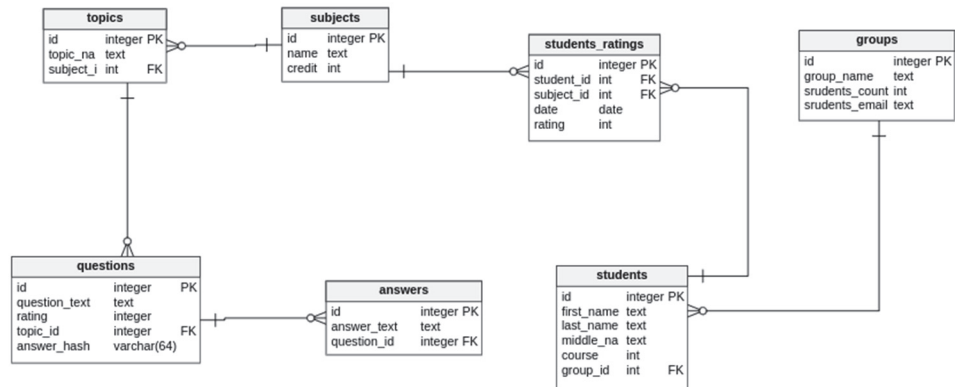 topics
id integer PK
topic_na text
subject_i int FK
subjects
id integer PK
name text
credit int
students_ratings
id integer PK
student_id int FK
subject_id int FK
date date
rating int
groups
id integer PK
group_name text
srudents_count int
srudents_email text
questions
id integer PK
question_text text
rating integer
topic_id integer FK
answer_hash varchar(64)
answers
id integer PK
answer_text text
question_id integer FK
students
id integer PK
first_name text
last_name text
middle_na text
course int
group_id int FK